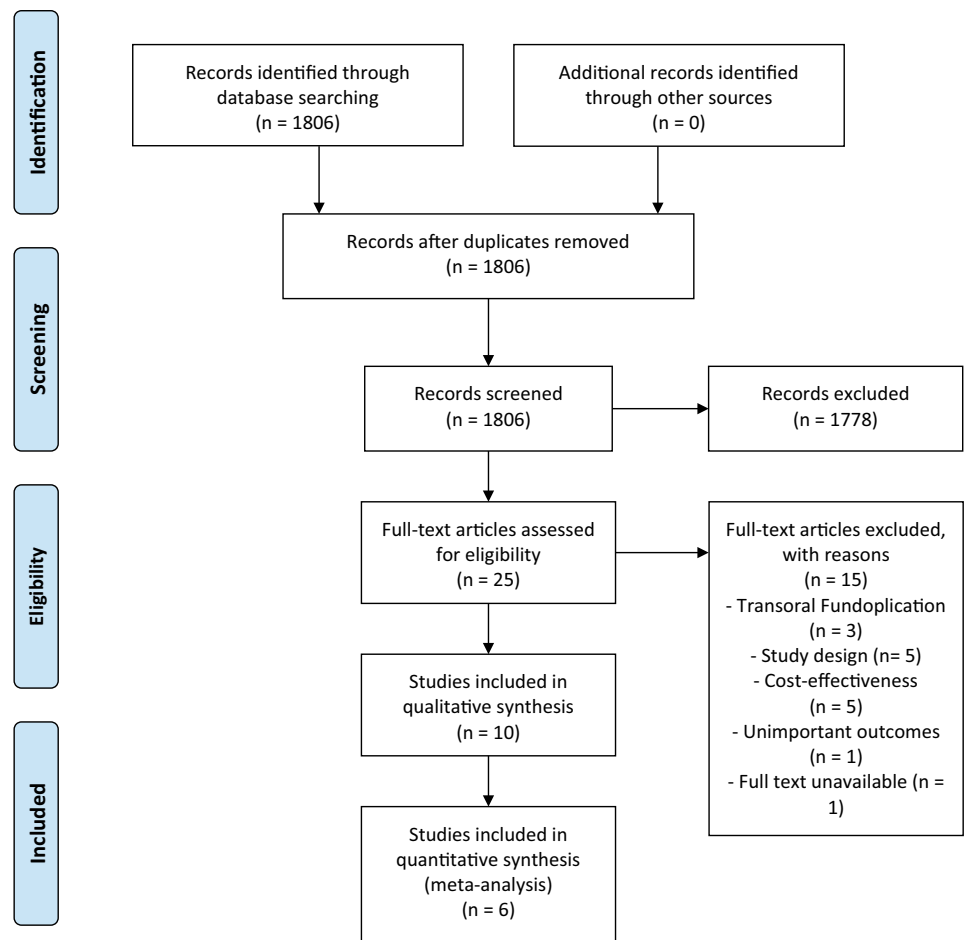 Identification
Records identified through
database searching
(n = 1806)
Additional records identified
through other sources
(n = 0)
Records after duplicates removed
(n = 1806)
Screening
Records screened
(n = 1806)
Records excluded
(n = 1778)
Eligibility
Full-text articles assessed
for eligibility
(n = 25)
Full-text articles excluded,
with reasons
(n = 15)
- Transoral Fundoplication
(n = 3)
- Study design (n= 5)
- Cost-effectiveness
(n = 5)
- Unimportant outcomes
(n = 1)
- Full text unavailable (n =
1)
Studies included in
qualitative synthesis
(n = 10)
Included
Studies included in
quantitative synthesis
(meta-analysis)
(n = 6)